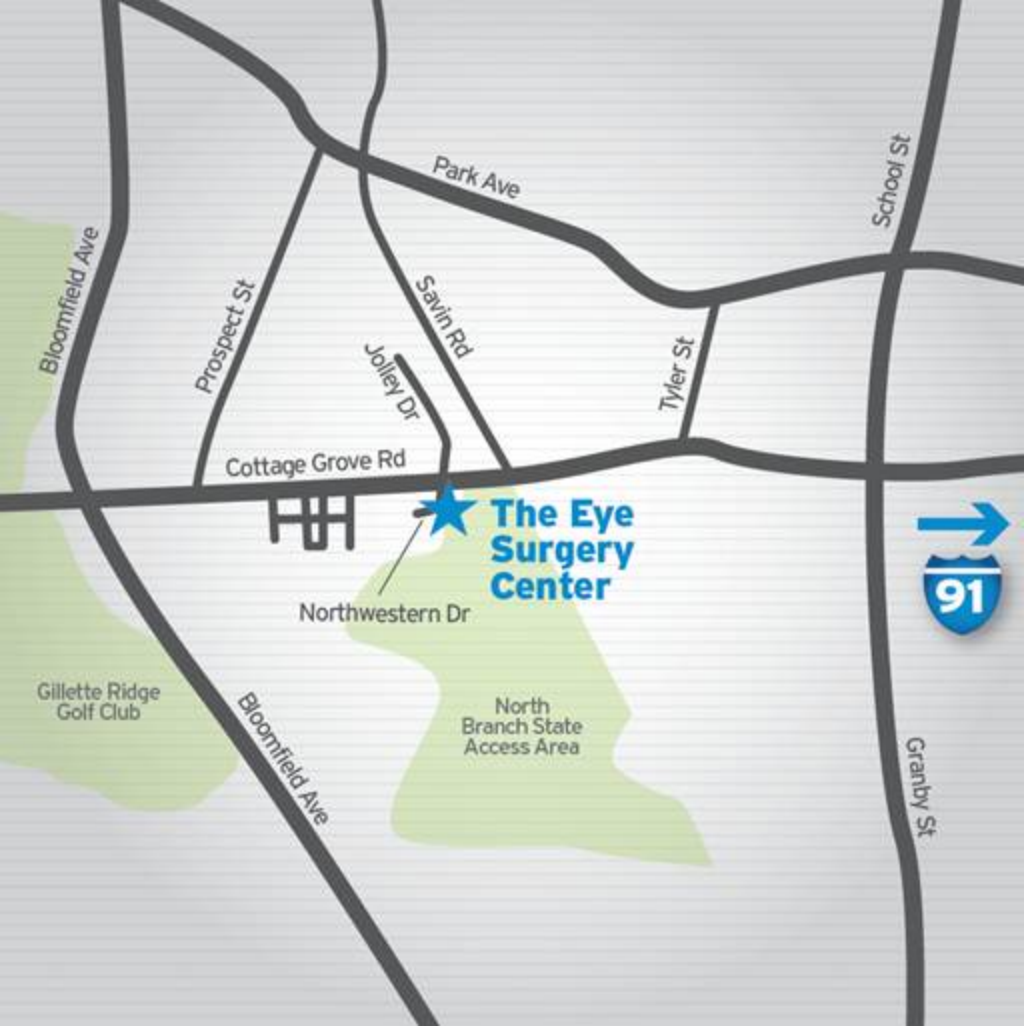 Park Ave
School St
Bloomfield Ave
Prospect St
Savin Rd
Jolley Dr
Tyler St
Cottage Grove Rd
The Eye
Surgery
Center
91
Northwestern Dr
Gillette Ridge
Golf Club
Bloomfield Ave
North
Branch State
Access Area
Granby St